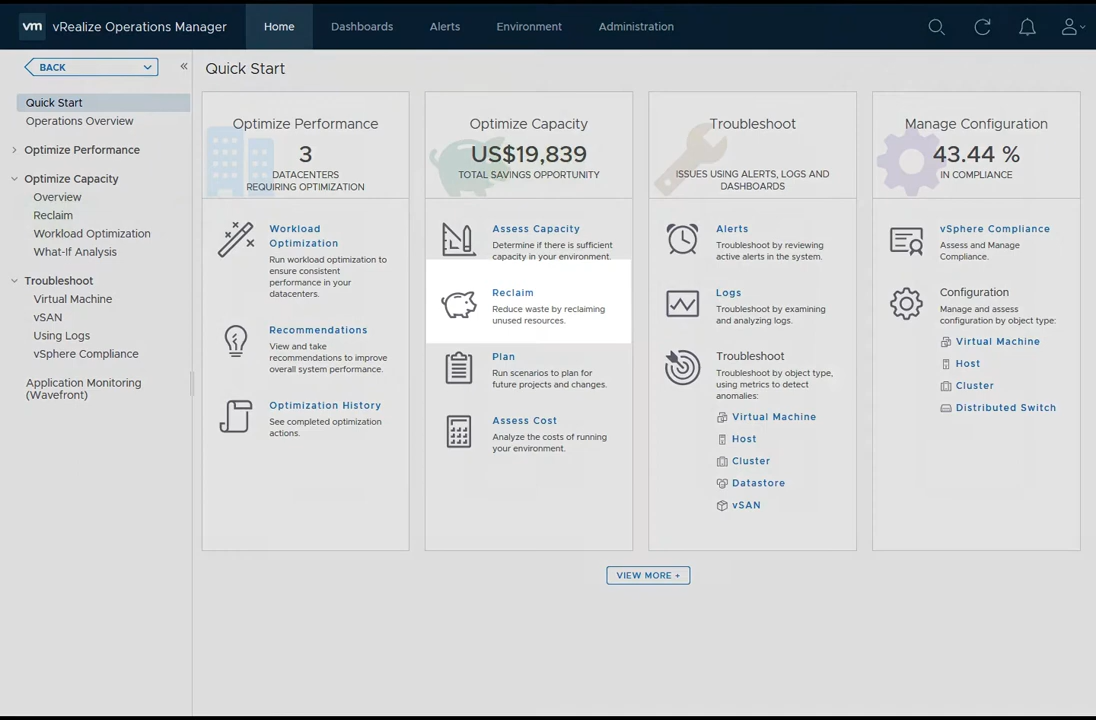 vm vRealize Operations Manager Home Dashboards Alerts Environment Administration
BACK
Quick Start
Operations Overview
Optimize Performance
Optimize Capacity
Overview
Reclaim
Workload Optimization
What-If Analysis
Troubleshoot
Virtual Machine
vSAN
Using Logs
vSphere Compliance
Application Monitoring
(Wavefront)
Quick Start
Optimize Performance
3
DATACENTERS
REQUIRING OPTIMIZATION
Workload
Optimization
Run workload optimization to
ensure consistent
performance in your
datacenters.
Recommendations
View and take
recommendations to improve
overall system performance.
Optimization History
See completed optimization
actions.
Optimize Capacity
US$19,839
TOTAL SAVINGS OPPORTUNITY
Assess Capacity
Determine if there is sufficient
capacity in your environment.
Reclaim
Reduce waste by reclaiming
unused resources.
Plan
Run scenarios to plan for
future projects and changes.
Assess Cost
Analyze the costs of running
your environment.
Troubleshoot
ISSUES USING ALERTS, LOGS AND
DASHBOARDS
Alerts
Troubleshoot by reviewing
active alerts in the system.
Logs
Troubleshoot by examining
and analyzing logs.
Troubleshoot
Troubleshoot by object type,
using metrics to detect
anomalies:
Virtual Machine
Host
Cluster
Datastore
vSAN
Manage Configuration
43.44 %
IN COMPLIANCE
vSphere Compliance
Assess and Manage
Compliance.
Configuration
Manage and assess
configuration by object type:
Virtual Machine
Host
Cluster
Distributed Switch
VIEW MORE +